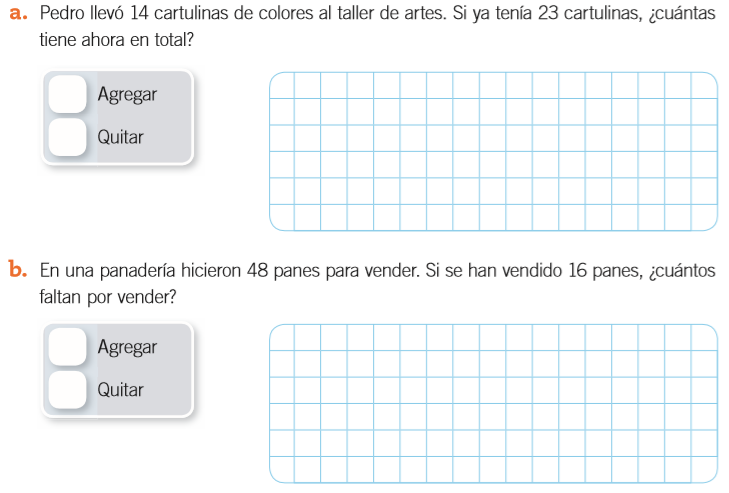 a. Pedro llevó 14 cartulinas de colores al taller de artes. Si ya tenía 23 cartulinas, ¿cuántas
tiene ahora en total?
Agregar
Quitar
b. En una panadería hicieron 48 panes para vender. Si se han vendido 16 panes, ¿cuántos
faltan por vender?
Agregar
Quitar